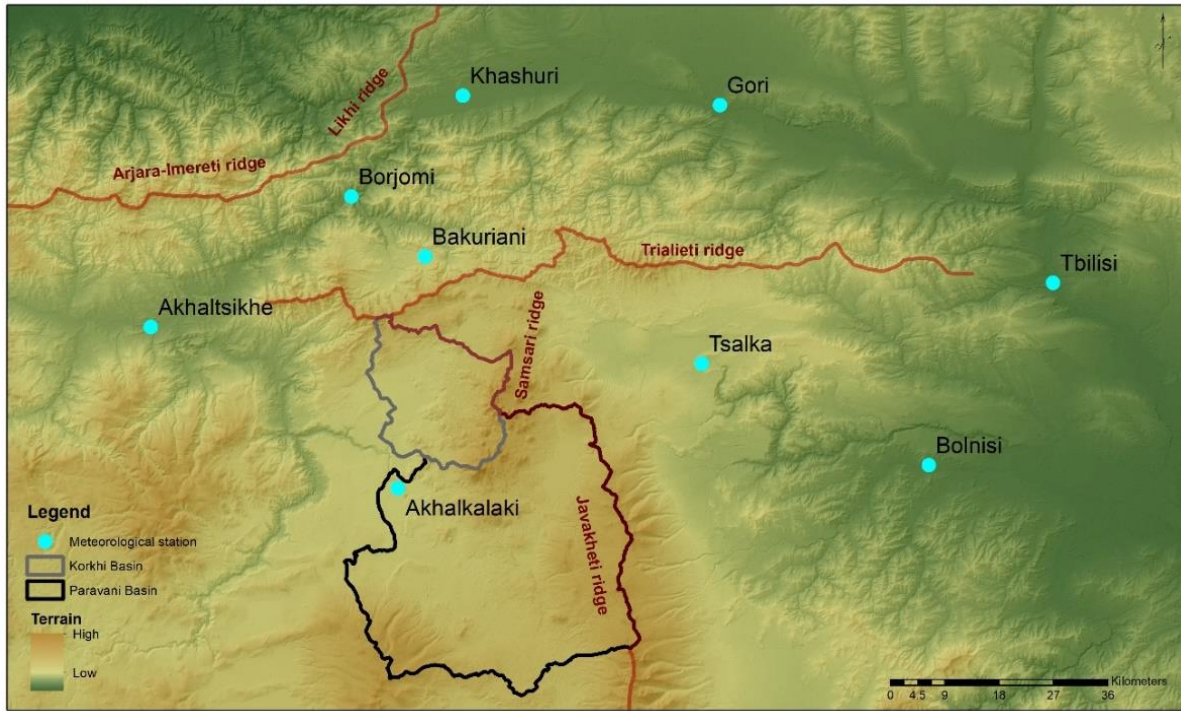 Khashuri
Gori
Likhi ridge
Arjara-Imereti ridge
Borjomi
Bakuriani
Trialieti ridge
Tbilisi
Akhaltsikhe
Samsari ridge
Tsalka
Bolnisi
Akhalkalaki
Javakheti ridge
Legend
Meteorological station
Korkhi Basin
Paravani Basin
Terrain
High
Low
Kilometers
0 4.5 9 18 27 36